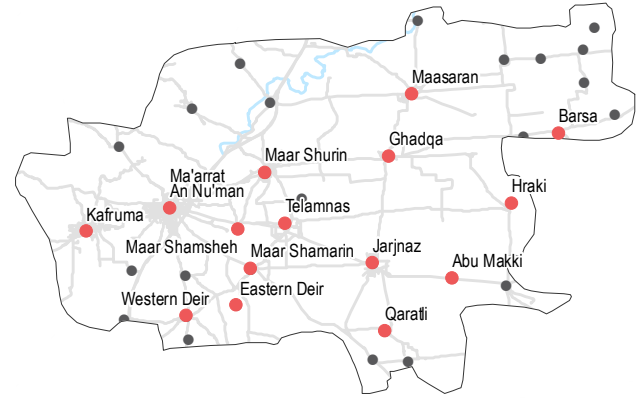 Maasaran
Barsa
Ghadqa
Maar Shurin
Ma'arrat
An Nu'man
Hraki
Kafruma
Telamnas
Maar Shamsheh
Maar Shamarin
Jarjnaz
Abu Makki
Western Deir
Eastern Deir
Qaratli